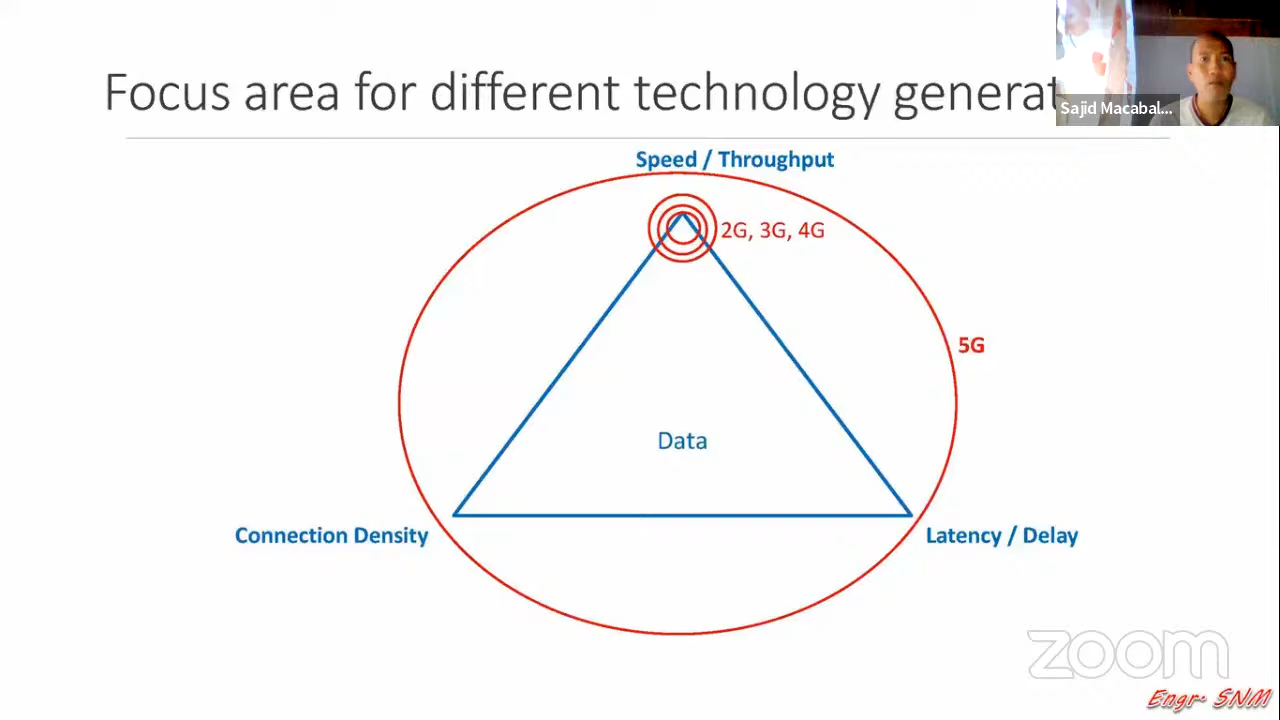 Focus area for different technology generat
Sajid Macabal...
Speed / Throughput
2G, 3G, 4G
5G
Data
Connection Density
Latency / Delay
zoom
Engr. SNM